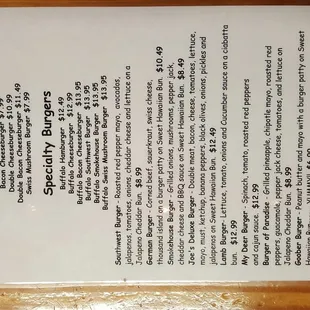 Bacon Cheeseburger $7.99
Double Cheeseburger $10.99
Double Bacon Cheeseburger $11.49
Swiss Mushroom Burger $7.99
Specialty Burgers
Buffalo Hamburger $12.49
Buffalo Cheeseburger $12.99
Buffalo Bacon Cheeseburger $13.95
Buffalo Southwest Burger $13.95
Buffalo Smokehouse Burger $13.95
Buffalo Swiss Mushroom Burger $13.95
Southwest Burger - Roasted red pepper mayo, avocados,
jalapenos, tomatoes, onions, cheddar cheese and lettuce on a
Jalapeno Cheddar Bun. $8.99
German Burger - Corned beef, sauerkraut, swiss cheese,
thousand island on a burger patty on Sweet Hawaiian Bun. $10.49
Smokehouse Burger - Grilled onion, mushrooms, peppers, pepper jack,
cheddar cheese and BBQ sauce on Sweet Hawaiian Bun. $8.49
Joe's Deluxe Burger - Double meat, bacon, cheese, tomatoes, lettuce,
mayo, must, ketchup, banana peppers, black olives, onions, pickles and
jalapenos on Sweet Hawaiian Bun. $12.49
Lamb Burger - Lettuce, tomato, onions and Cucumber sauce on a ciabatta
bun. $12.99
My Deer Burger - Spinach, tomato, roasted red peppers
and cajun sauce. $12.99
Burger of Paradise - Grilled pineapple, chipotle mayo, roasted red
peppers, guacamole, pepper jack cheese, tomatoes, and lettuce on
Jalapeno Cheddar Bun. $8.99
Goober Burger - Peanut butter and mayo with a burger patty on Sweet